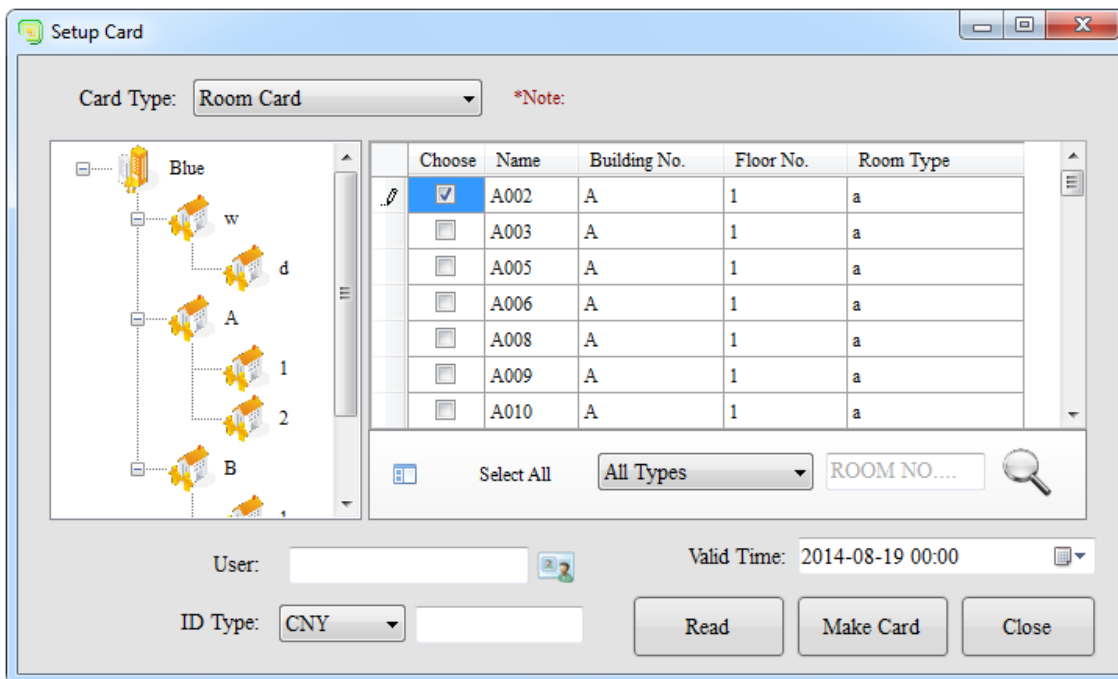 Setup Card
Card Type: Room Card *Note:
Blue
w
d
A
1
2
B
1
Choose Name Building No. Floor No. Room Type
A002 A 1 a
A003 A 1 a
A005 A 1 a
A006 A 1 a
A008 A 1 a
A009 A 1 a
A010 A 1 a
Select All All Types ROOM NO....
User: Valid Time: 2014-08-19 00:00
ID Type: CNY Read Make Card Close